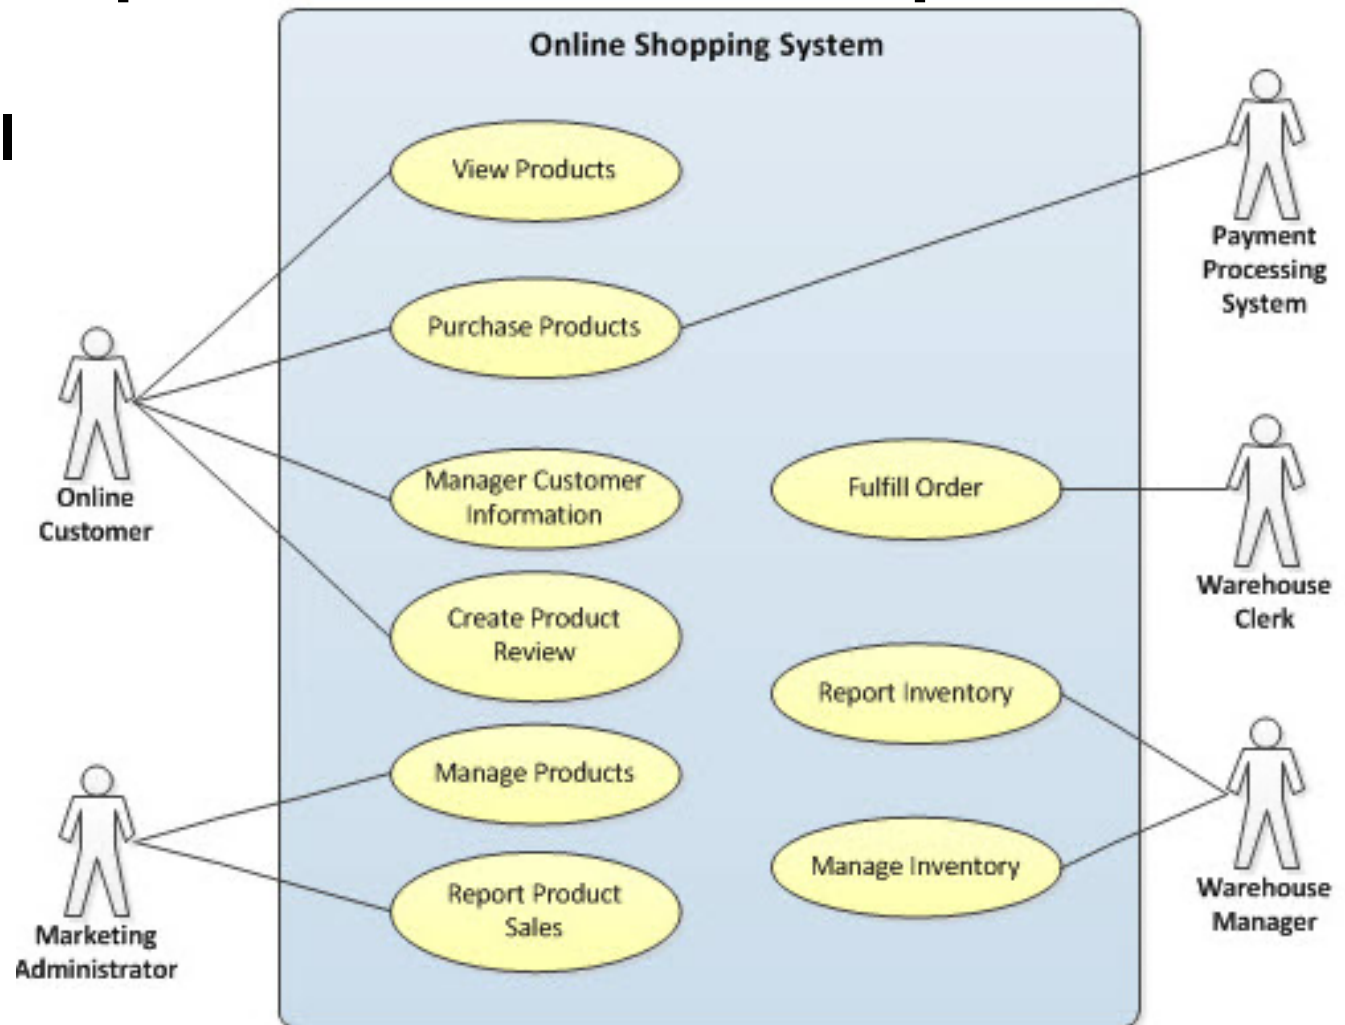 Online Shopping System
View Products
Payment
Processing
System
Purchase Products
Online
Customer
Manager Customer
Information
Fulfill Order
Warehouse
Clerk
Create Product
Review
Report Inventory
Manage Products
Manage Inventory
Warehouse
Manager
Report Product
Sales
Marketing
Administrator